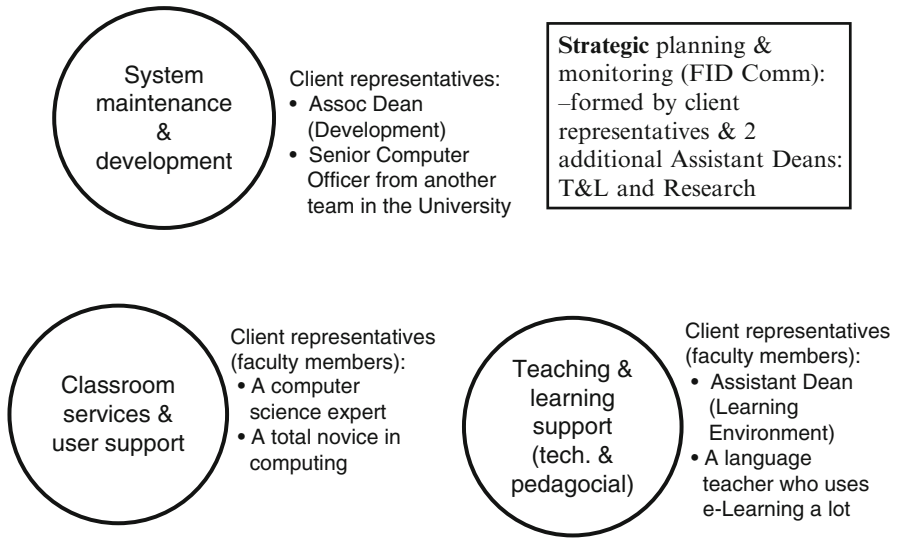 System
maintenance
&
development
Client representatives:
• Assoc Dean
(Development)
• Senior Computer
Officer from another
team in the University
Strategic planning &
monitoring (FID Comm):
–formed by client
representatives & 2
additional Assistant Deans:
T&L and Research
Classroom
services &
user support
Client representatives
(faculty members):
• A computer
science expert
• A total novice in
computing
Teaching &
learning
support
(tech. &
pedagocial)
Client representatives
(faculty members):
• Assistant Dean
(Learning
Environment)
• A language
teacher who uses
e-Learning a lot